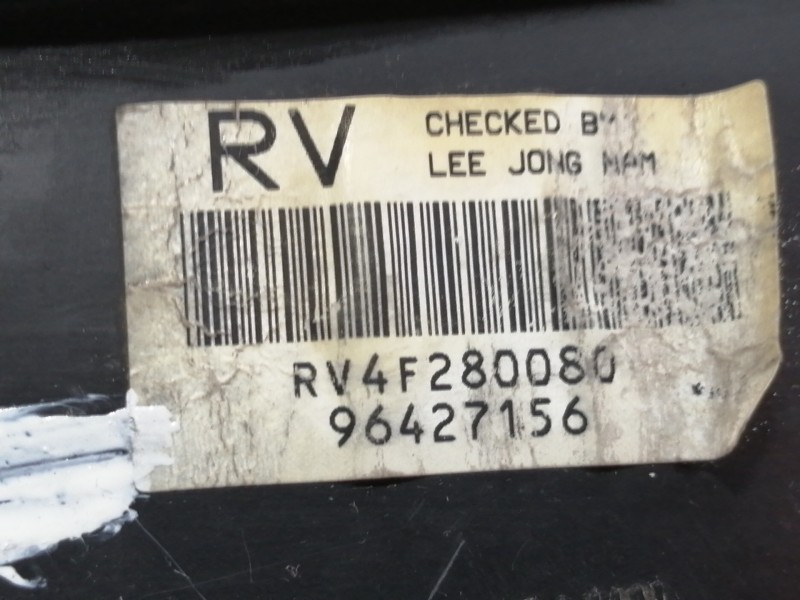 RV
CHECKED BY
LEE JONG NAM
RV4F280080
96427156